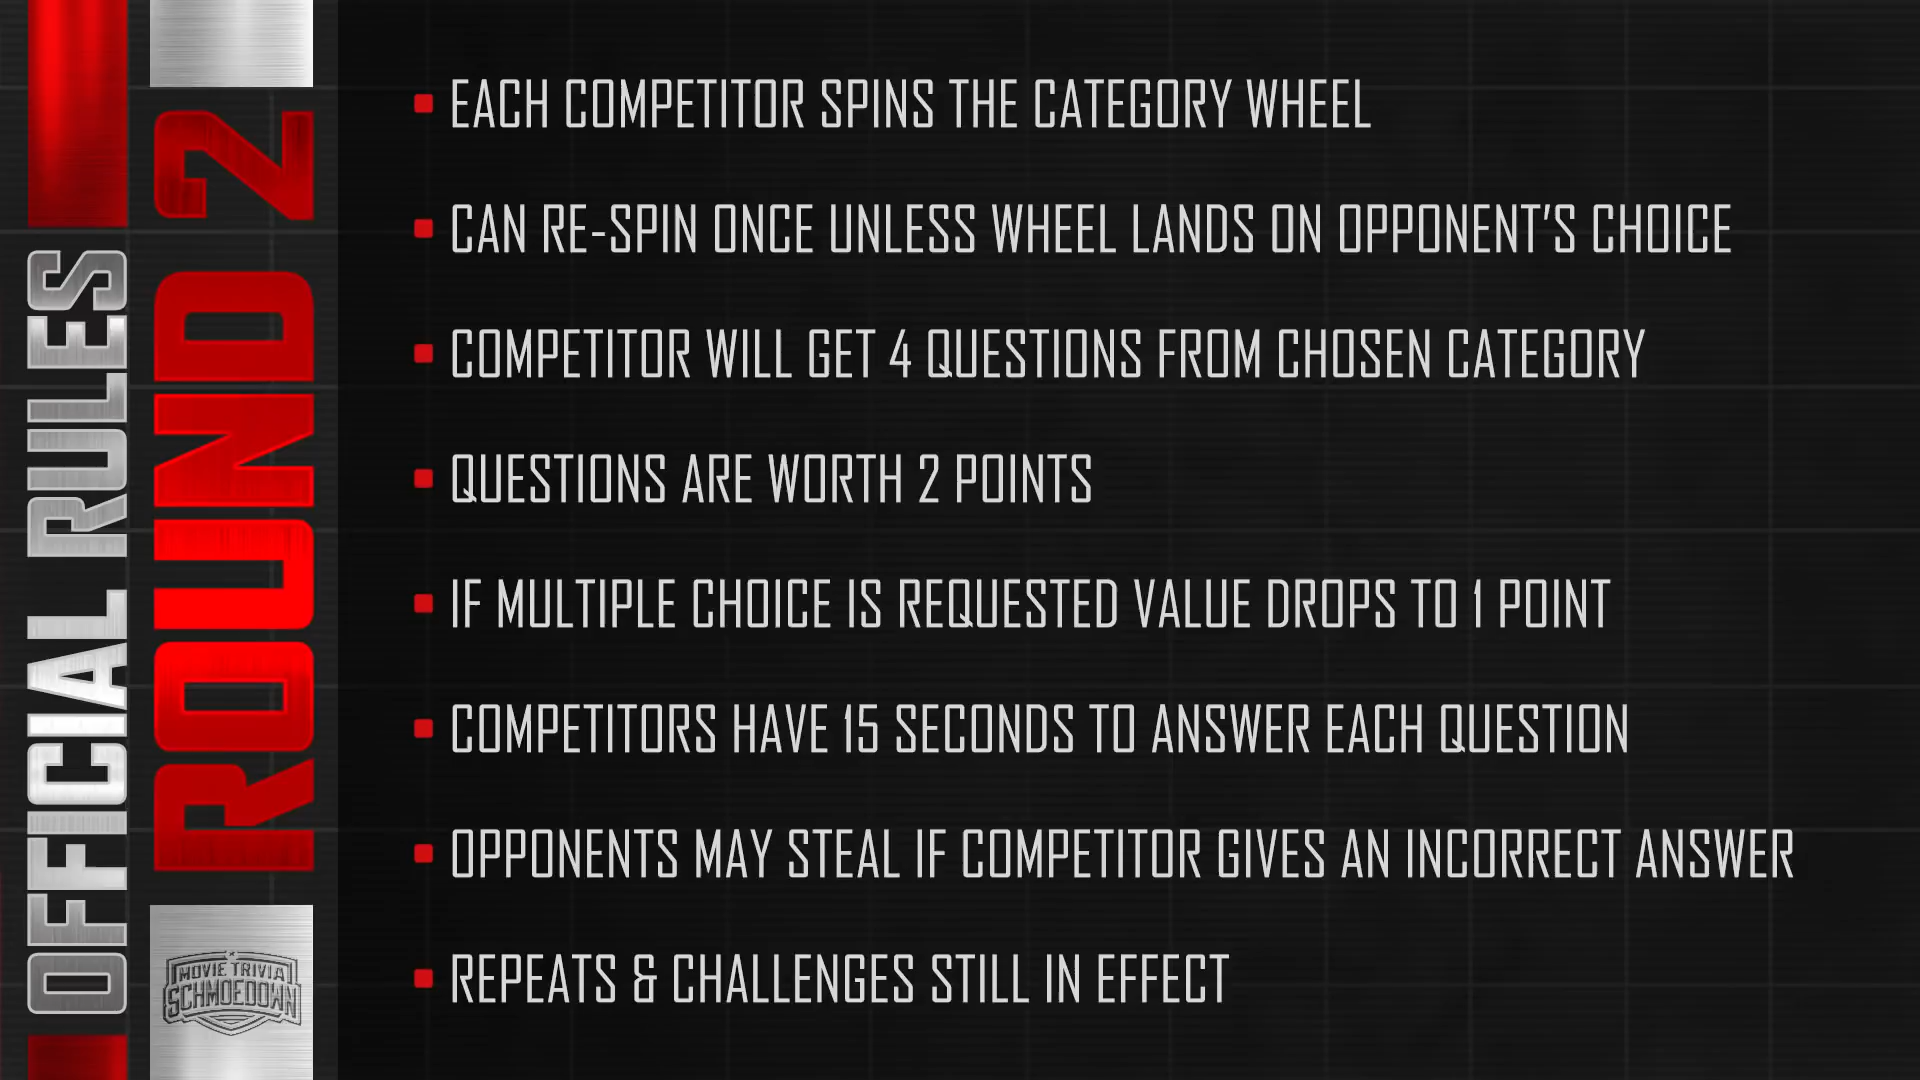 OFFICIAL RULES
ROUND 2
MOVIE TRIVIA
SCHMOEDOWN
EACH COMPETITOR SPINS THE CATEGORY WHEEL
CAN RE-SPIN ONCE UNLESS WHEEL LANDS ON OPPONENT'S CHOICE
COMPETITOR WILL GET 4 QUESTIONS FROM CHOSEN CATEGORY
QUESTIONS ARE WORTH 2 POINTS
IF MULTIPLE CHOICE IS REQUESTED VALUE DROPS TO 1 POINT
COMPETITORS HAVE 15 SECONDS TO ANSWER EACH QUESTION
OPPONENTS MAY STEAL IF COMPETITOR GIVES AN INCORRECT ANSWER
REPEATS & CHALLENGES STILL IN EFFECT